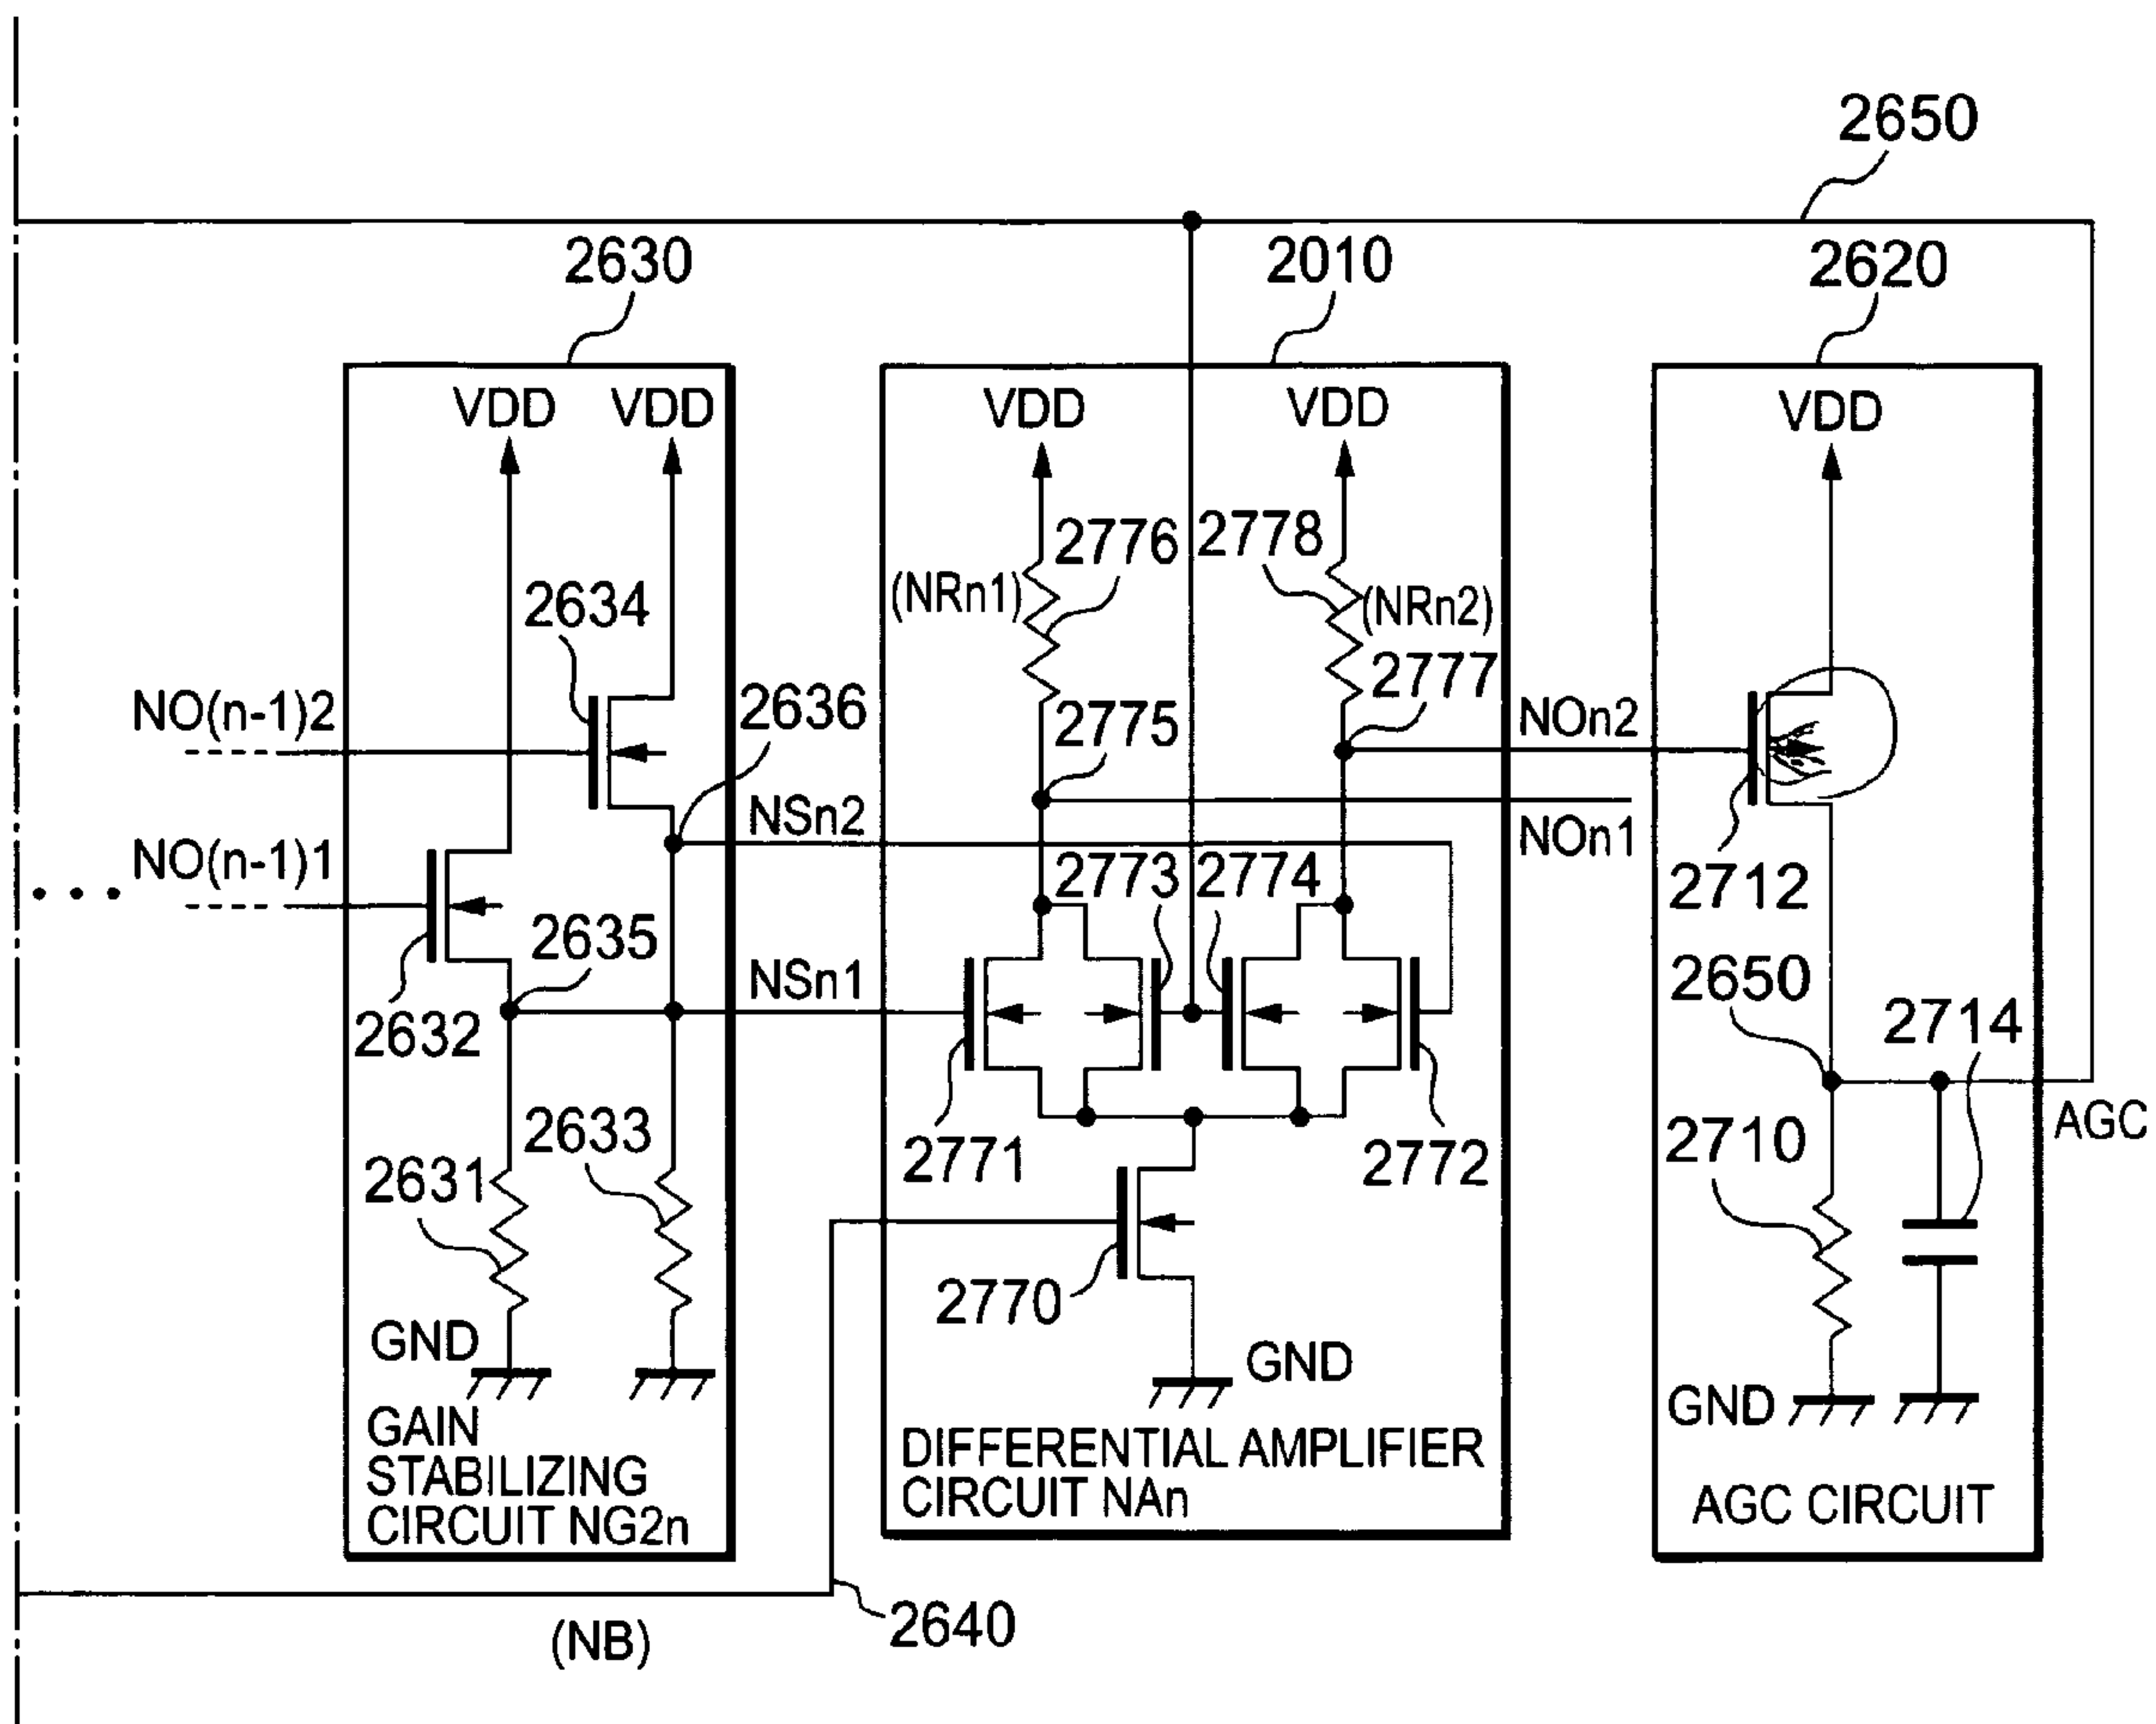 2650
2630
2010
2620
VDD
VDD
VDD
VDD
VDD
2776
2778
(NRn1)
(NRn2)
2634
2777
NO(n-1)2
2636
2775
NOn2
NSn2
NOn1
NO(n-1)1
2773
2774
2712
2635
NSn1
2650
2714
2632
2633
2771
2772
2710
AGC
2631
2770
GND
GND
GND
GAIN
STABILIZING
CIRCUIT NG2n
DIFFERENTIAL AMPLIFIER
CIRCUIT NAn
AGC CIRCUIT
2640
(NB)